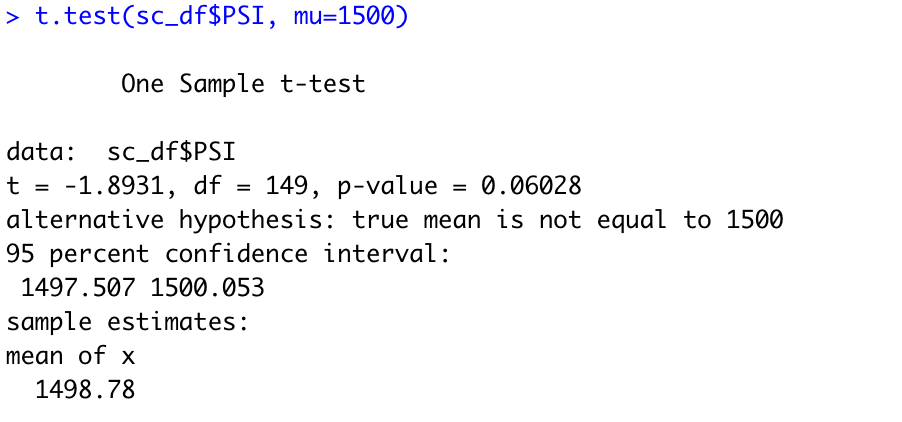 > t.test(sc_df$PSI, mu=1500)
One Sample t-test
data:  sc_df$PSI
t = -1.8931, df = 149, p-value = 0.06028
alternative hypothesis: true mean is not equal to 1500
95 percent confidence interval:
1497.507 1500.053
sample estimates:
mean of x
1498.78